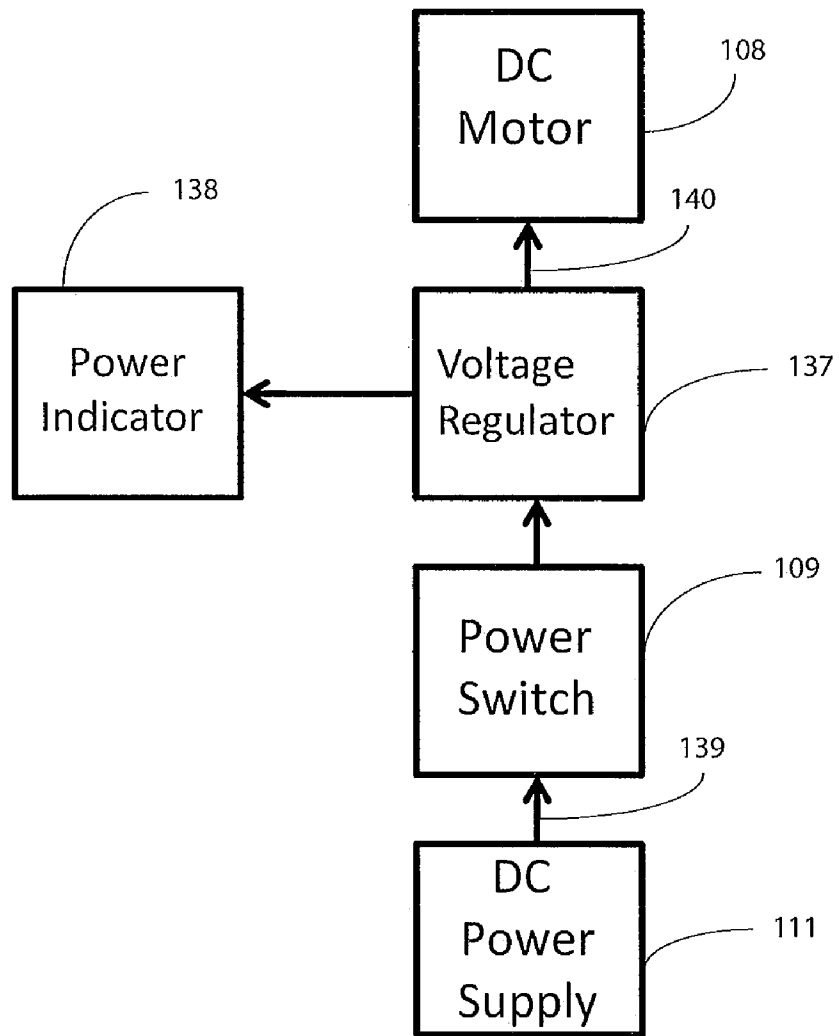 DC
Motor
108
140
138
Power
Indicator
Voltage
Regulator
137
109
Power
Switch
139
DC
Power
Supply
111